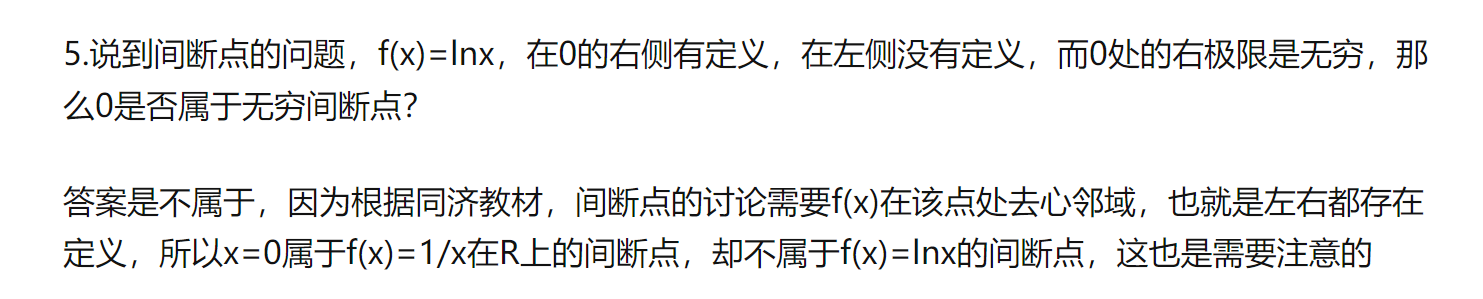 5.说到间断点的问题，f(x)=lnx，在0的右侧有定义，在左侧没有定义，而0处的右极限是无穷，那
么0是否属于无穷间断点？
答案是不属于，因为根据同济教材，间断点的讨论需要f(x)在该点处去心邻域，也就是左右都存在
定义，所以x=0属于f(x)=1/x在R上的间断点，却不属于f(x)=lnx的间断点，这也是需要注意的